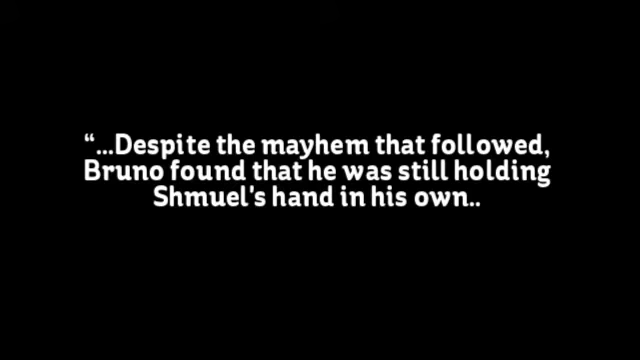 “...Despite the mayhem that followed,
Bruno found that he was still holding
Shmuel's hand in his own..